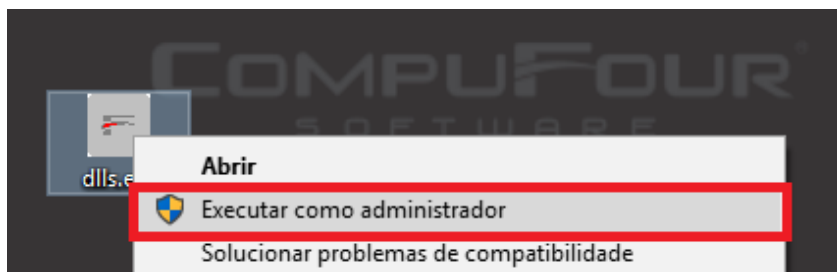 COMPUFOUR®
SOFTWARE
dlls.e
Abrir
Executar como administrador
Solucionar problemas de compatibilidade